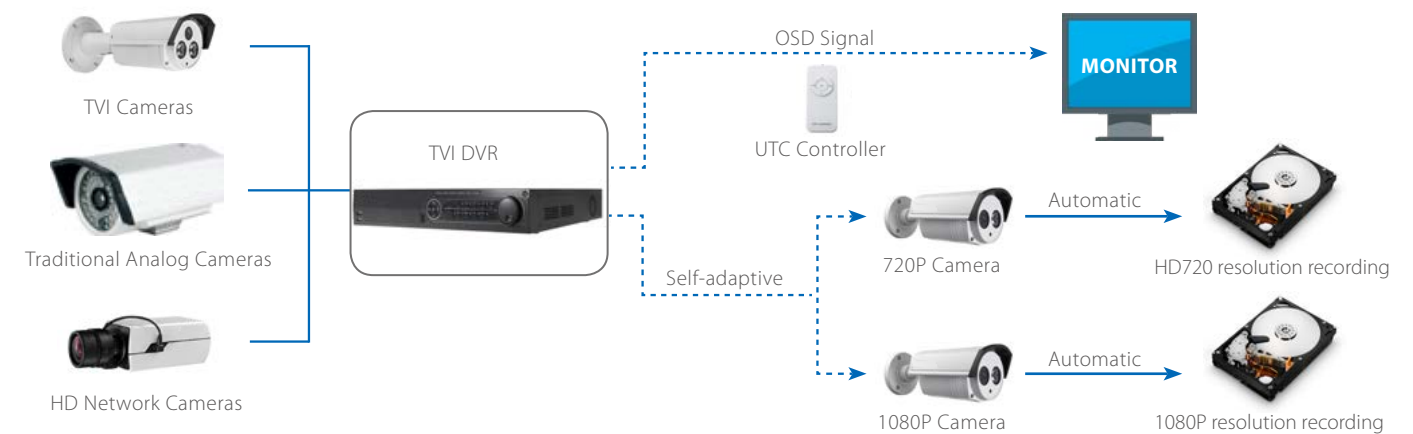 OSD Signal
MONITOR
TVI Cameras
UTC Controller
TVI DVR
Traditional Analog Cameras
Automatic
720P Camera
HD720 resolution recording
Self-adaptive
HD Network Cameras
Automatic
1080P Camera
1080P resolution recording